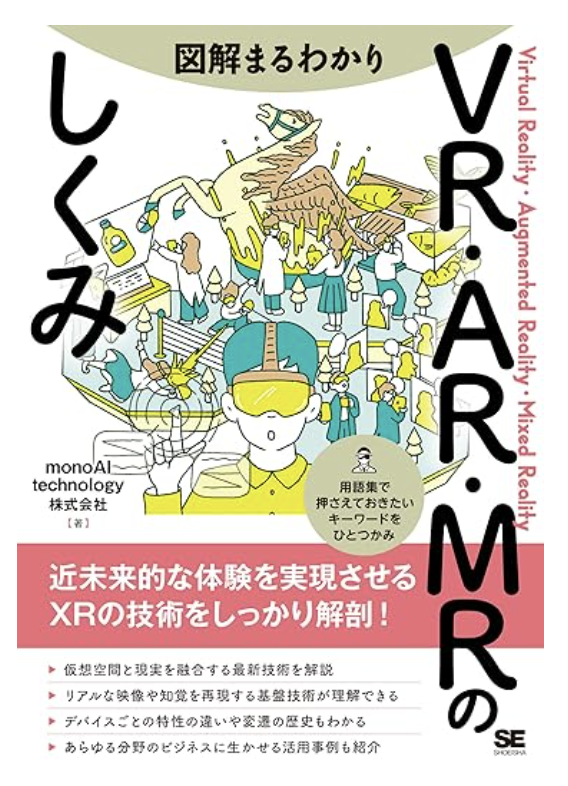 図解まるわかり
VR・AR・MRの
しくみ
Virtual Reality・Augmented Reality・Mixed Reality
monoAI
technology
株式会社
【著】
用語集で
押さえておきたい
キーワードを
ひとつかみ
近未来的な体験を実現させる
XRの技術をしっかり解剖！
▶ 仮想空間と現実を融合する最新技術を解説
▶ リアルな映像や知覚を再現する基盤技術が理解できる
▶ デバイスごとの特性の違いや変遷の歴史もわかる
▶ あらゆる分野のビジネスに生かせる活用事例も紹介
SE
SHOEISHA